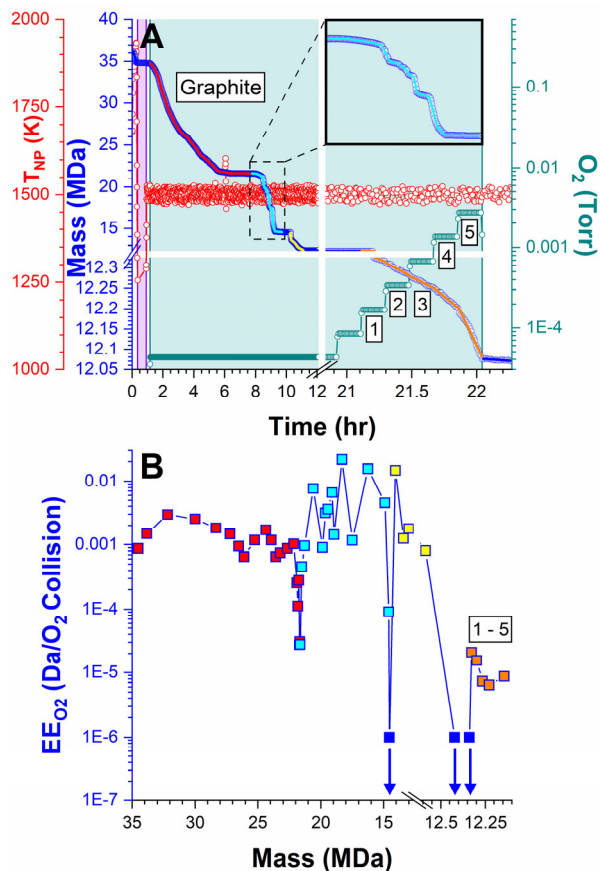 A
Graphite
T_NP (K)
2000
1750
1500
1250
1000
Mass (MDa)
40
35
31
26
20
15
12.3
12.25
12.2
12.15
12.1
12.05
O₂ (Torr)
0.1
0.01
0.001
1E-4
1
2
3
4
5
0 2 4 6 8 10 12 21 21.5 22
Time (hr)
B
EE_O2 (Da/O₂ Collision)
0.01
0.001
1E-4
1E-5
1E-6
1E-7
1 - 5
35 30 25 20 15 12.5 12.25
Mass (MDa)